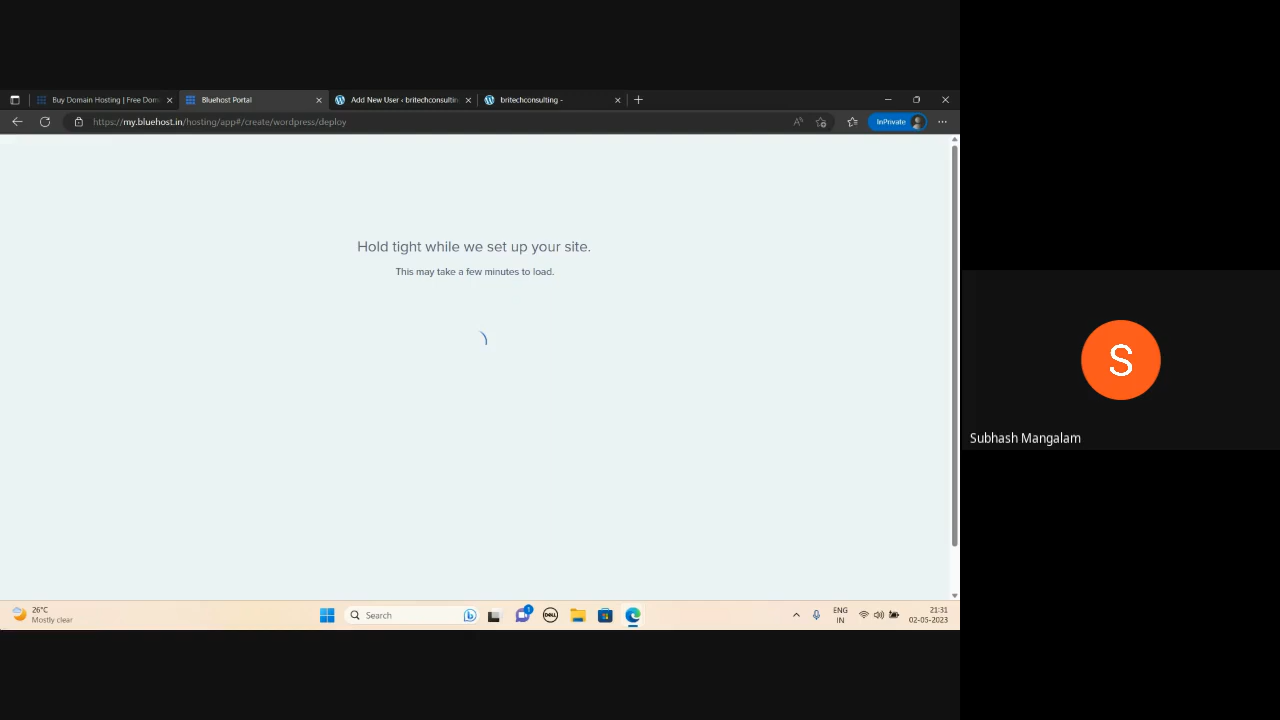 Buy Domain Hosting | Free Dom
Bluehost Portal
Add New User ‹ britechconsultin
britechconsulting -
https://my.bluehost.in/hosting/app#/create/wordpress/deploy
InPrivate
Hold tight while we set up your site.
This may take a few minutes to load.
S
Subhash Mangalam
26°C
Mostly clear
Search
1
DELL
ENG
IN
21:31
02-05-2023